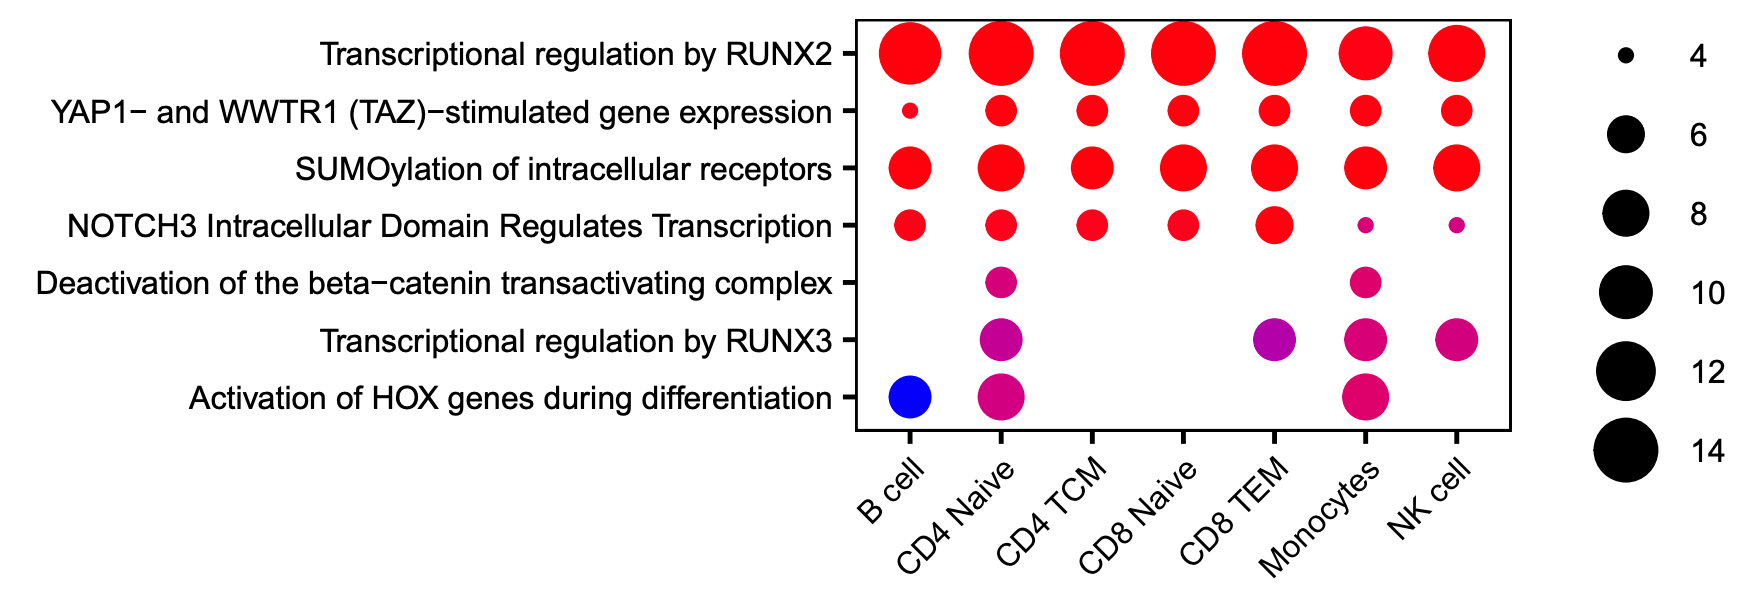 Transcriptional regulation by RUNX2
YAP1− and WWTR1 (TAZ)−stimulated gene expression
SUMOylation of intracellular receptors
NOTCH3 Intracellular Domain Regulates Transcription
Deactivation of the beta−catenin transactivating complex
Transcriptional regulation by RUNX3
Activation of HOX genes during differentiation
B cell
CD4 Naive
CD4 TCM
CD8 Naive
CD8 TEM
Monocytes
NK cell
4
6
8
10
12
14